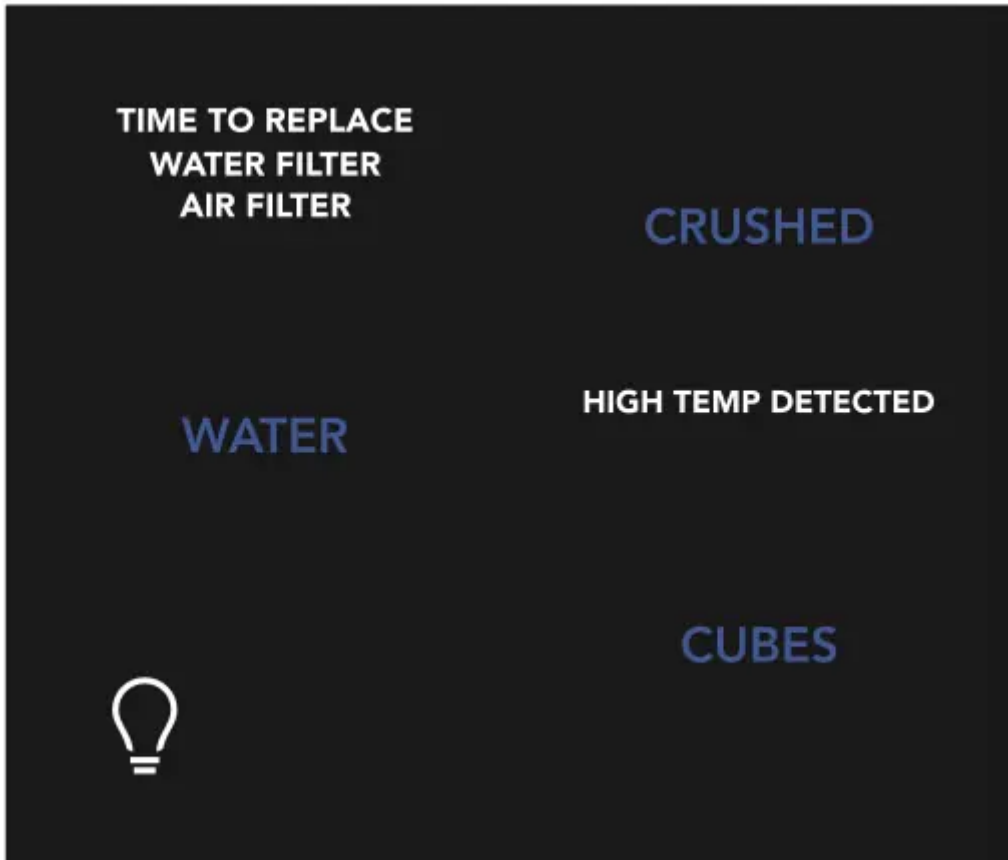 TIME TO REPLACE
WATER FILTER
AIR FILTER
CRUSHED
HIGH TEMP DETECTED
WATER
CUBES